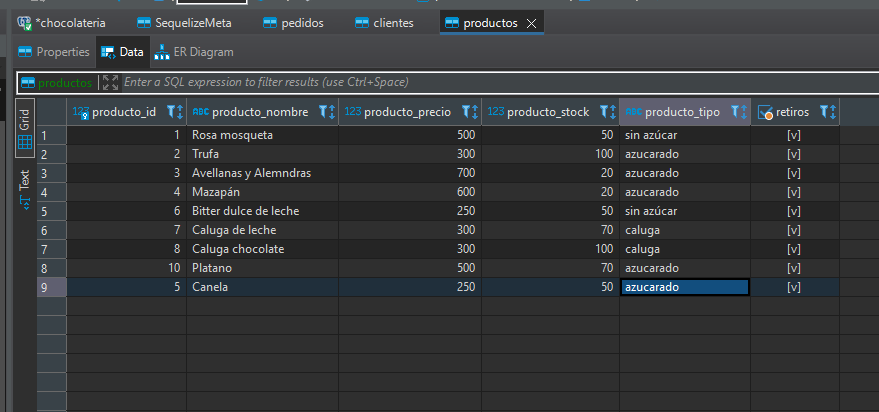 *chocolateria SequelizeMeta pedidos clientes productos
Properties Data ER Diagram
productos Enter a SQL expression to filter results (use Ctrl+Space)
Grid
Text
123 producto_id ABC producto_nombre 123 producto_precio 123 producto_stock ABC producto_tipo retiros
1 1 Rosa mosqueta 500 50 sin azúcar [v]
2 2 Trufa 300 100 azucarado [v]
3 3 Avellanas y Alemndras 700 20 azucarado [v]
4 4 Mazapán 600 20 azucarado [v]
5 6 Bitter dulce de leche 250 50 sin azúcar [v]
6 7 Caluga de leche 300 70 caluga [v]
7 8 Caluga chocolate 300 100 caluga [v]
8 10 Platano 500 70 azucarado [v]
9 5 Canela 250 50 azucarado [v]